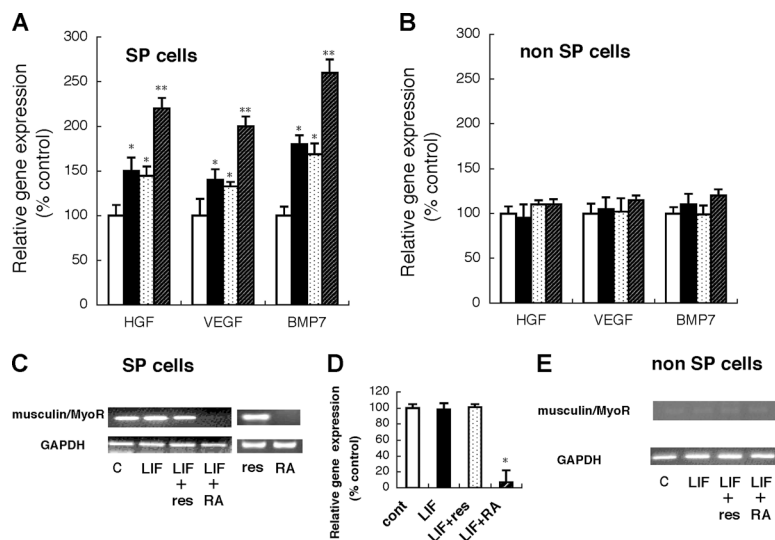 A
B
300
250
200
150
100
50
0
Relative gene expression
(% control)
SP cells
*
*
**
*
*
**
*
*
**
HGF
VEGF
BMP7
300
250
200
150
100
50
0
Relative gene expression
(% control)
non SP cells
HGF
VEGF
BMP7
C
SP cells
musculin/MyoR
GAPDH
C
LIF
LIF
+
res
LIF
+
RA
res
RA
D
Relative gene expression
(% control)
120
100
80
60
40
20
0
*
cont
LIF
LIF+res
LIF+RA
E
non SP cells
musculin/MyoR
GAPDH
C
LIF
LIF
+
res
LIF
+
RA